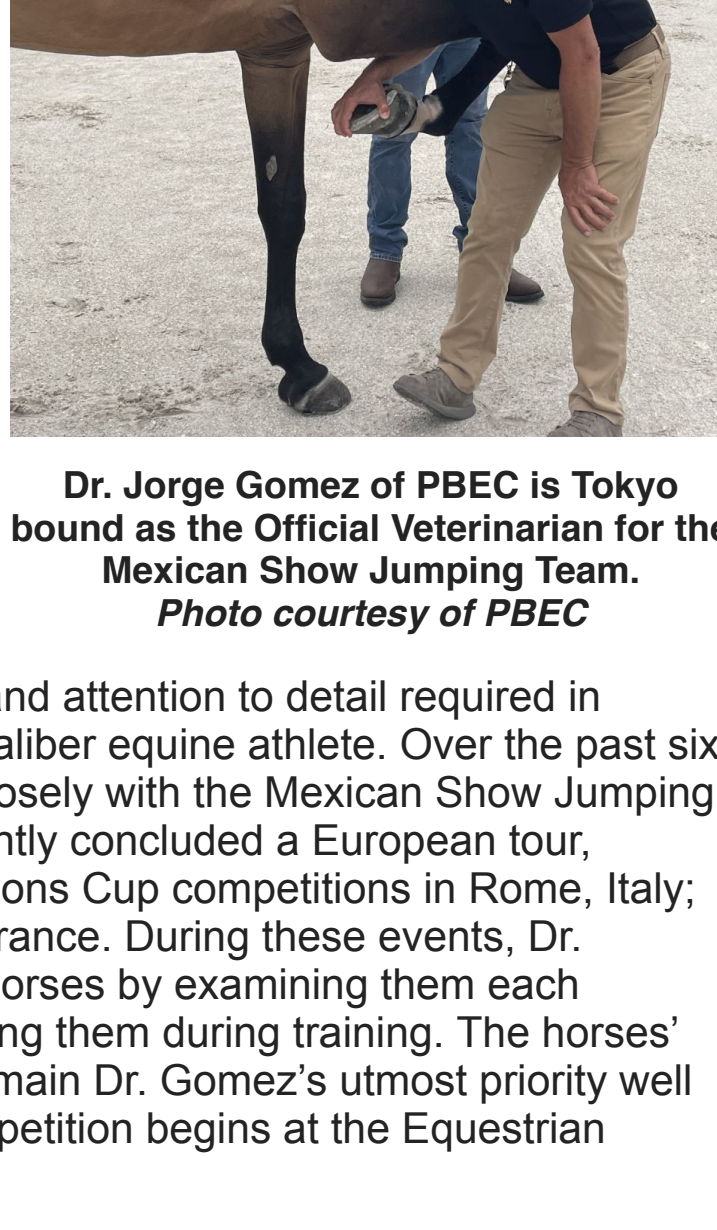 Dr. Jorge Gomez of PBEC is Tokyo
bound as the Official Veterinarian for the
Mexican Show Jumping Team.
Photo courtesy of PBEC
and attention to detail required in
aliber equine athlete. Over the past six
osely with the Mexican Show Jumping
ntly concluded a European tour,
ons Cup competitions in Rome, Italy;
rance. During these events, Dr.
orses by examining them each
ng them during training. The horses’
main Dr. Gomez’s utmost priority well
petition begins at the Equestrian